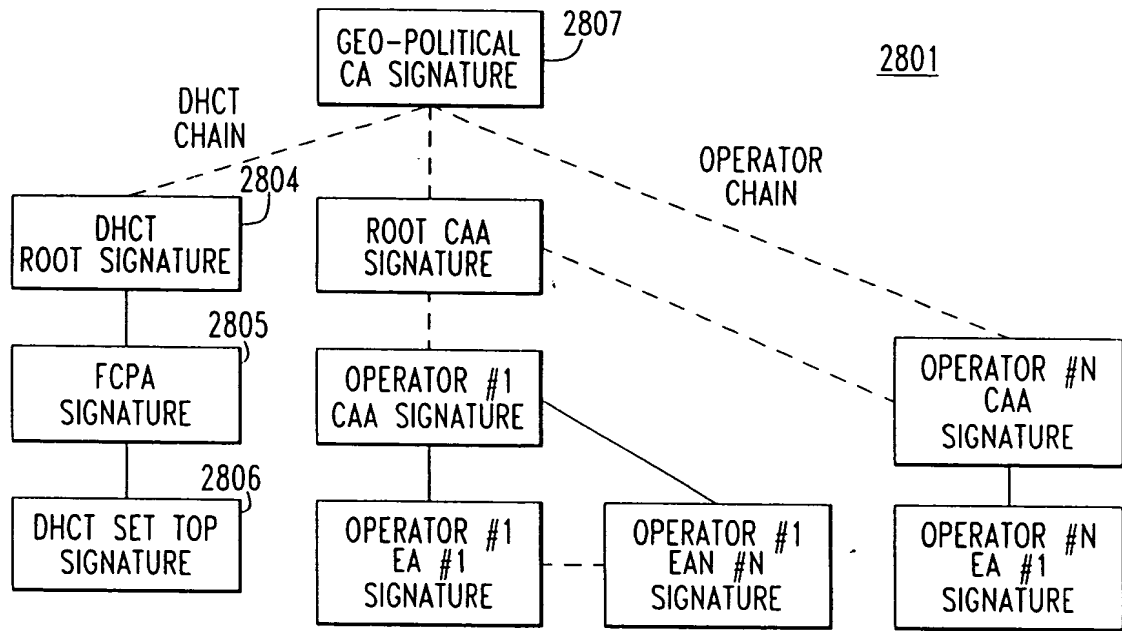 2807
GEO-POLITICAL
CA SIGNATURE
2801
DHCT
CHAIN
OPERATOR
CHAIN
2804
DHCT
ROOT SIGNATURE
ROOT CAA
SIGNATURE
2805
FCPA
SIGNATURE
OPERATOR #1
CAA SIGNATURE
OPERATOR #N
CAA
SIGNATURE
2806
DHCT SET TOP
SIGNATURE
OPERATOR #1
EA #1
SIGNATURE
OPERATOR #1
EAN #N
SIGNATURE
OPERATOR #N
EA #1
SIGNATURE